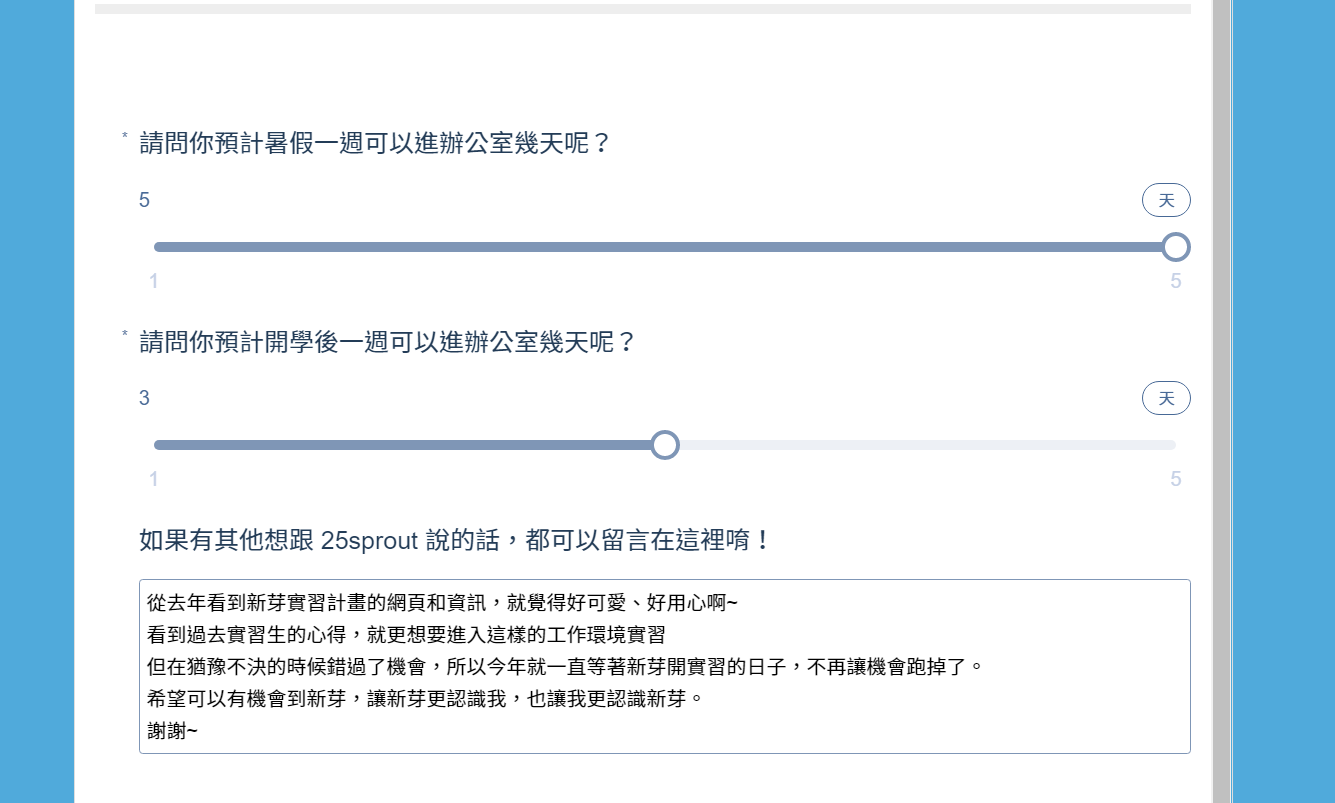 * 請問你預計暑假一週可以進辦公室幾天呢？
5 天
1 5
* 請問你預計開學後一週可以進辦公室幾天呢？
3 天
1 5
如果有其他想跟 25sprout 說的話，都可以留言在這裡唷！
從去年看到新芽實習計畫的網頁和資訊，就覺得好可愛、好用心啊~
看到過去實習生的心得，就更想要進入這樣的工作環境實習
但在猶豫不決的時候錯過了機會，所以今年就一直等著新芽開實習的日子，不再讓機會跑掉了。
希望可以有機會到新芽，讓新芽更認識我，也讓我更認識新芽。
謝謝~